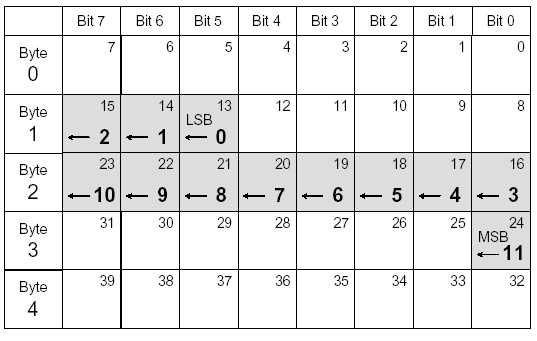 Bit 7 Bit 6 Bit 5 Bit 4 Bit 3 Bit 2 Bit 1 Bit 0
Byte 0 7 6 5 4 3 2 1 0
Byte 1 15 14 13 12 11 10 9 8
LSB
← 2 ← 1 ← 0
Byte 2 23 22 21 20 19 18 17 16
← 10 ← 9 ← 8 ← 7 ← 6 ← 5 ← 4 ← 3
Byte 3 31 30 29 28 27 26 25 24
MSB
← 11
Byte 4 39 38 37 36 35 34 33 32